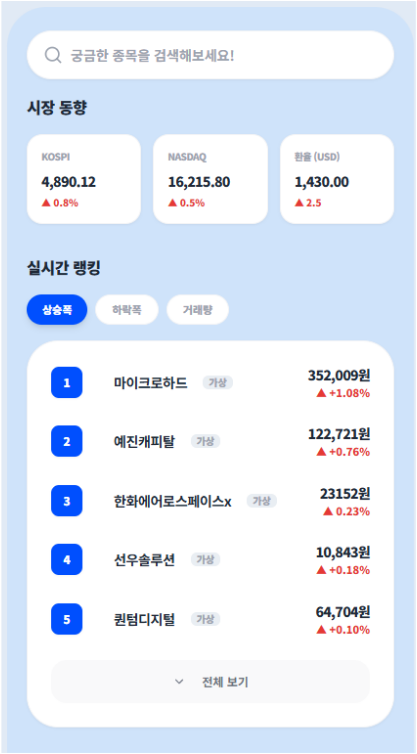 궁금한 종목을 검색해보세요!
시장 동향
KOSPI
4,890.12
▲ 0.8%
NASDAQ
16,215.80
▲ 0.5%
환율 (USD)
1,430.00
▲ 2.5
실시간 랭킹
상승폭 하락폭 거래량
1 마이크로하드 가상 352,009원
▲ +1.08%
2 예진캐피탈 가상 122,721원
▲ +0.76%
3 한화에어로스페이스x 가상 23152원
▲ 0.23%
4 선우솔루션 가상 10,843원
▲ +0.18%
5 퀀텀디지털 가상 64,704원
▲ +0.10%
전체 보기